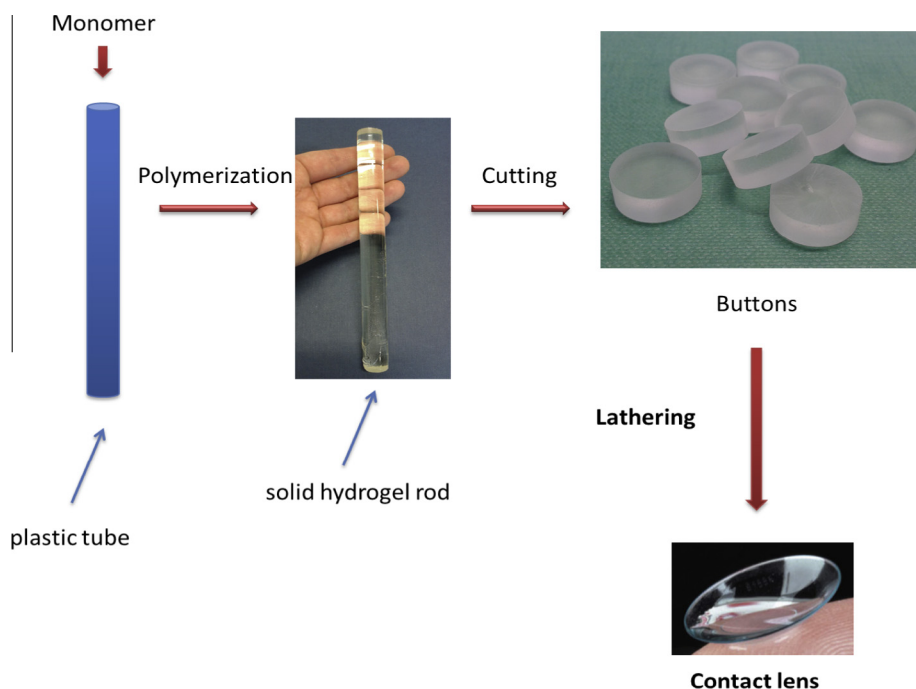 Monomer
Polymerization
Cutting
Buttons
Lathering
solid hydrogel rod
plastic tube
Contact lens